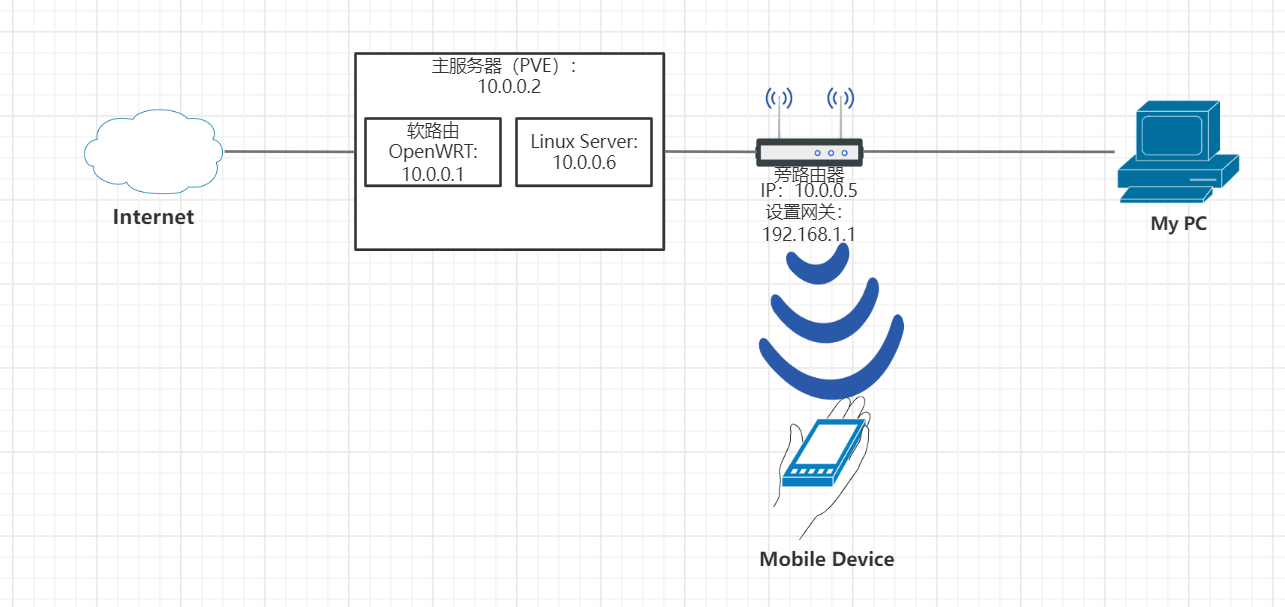 主服务器（PVE）：
10.0.0.2
软路由
OpenWRT:
10.0.0.1
Linux Server:
10.0.0.6
Internet
旁路由器
IP：10.0.0.5
设置网关：
192.168.1.1
My PC
Mobile Device